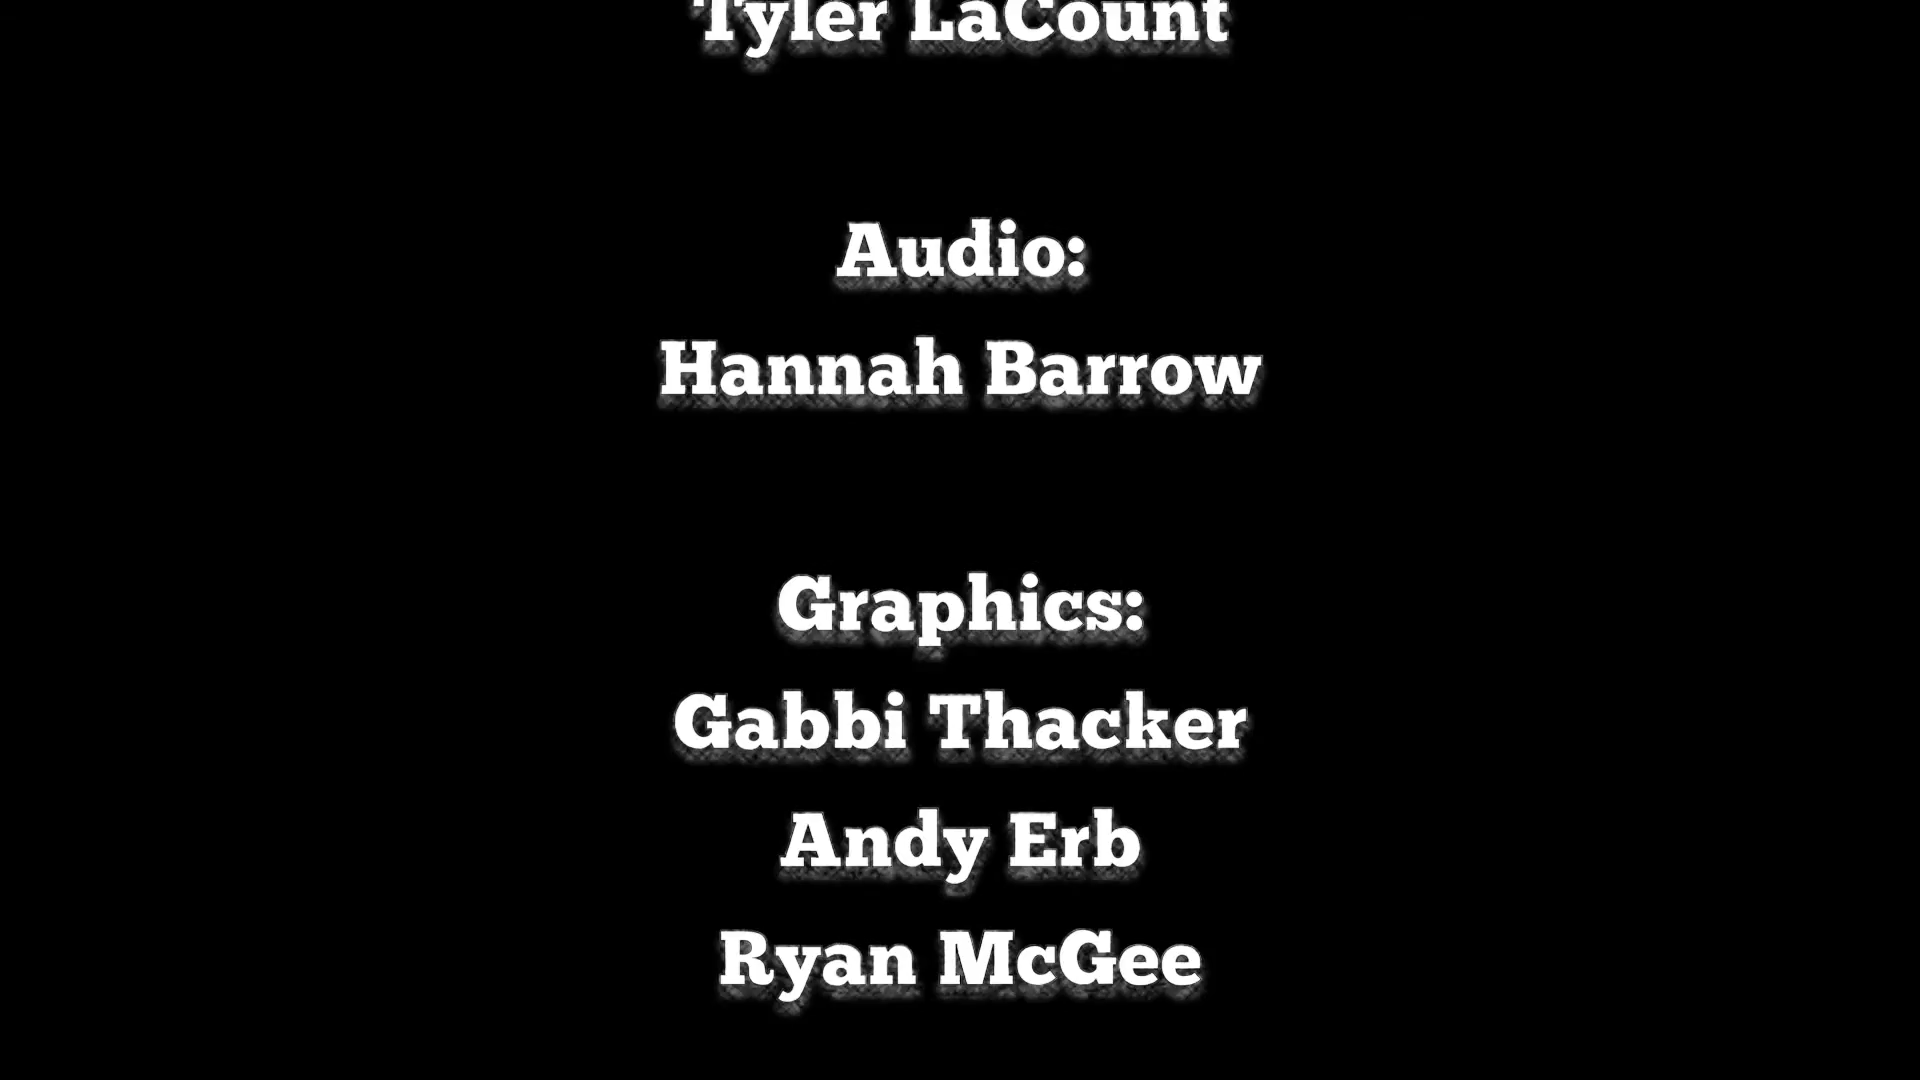 Tyler LaCount
Audio:
Hannah Barrow
Graphics:
Gabbi Thacker
Andy Erb
Ryan McGee